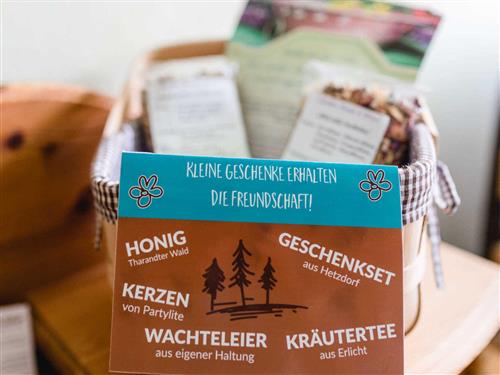 KLEINE GESCHENKE ERHALTEN
DIE FREUNDSCHAFT!
HONIG
Tharandter Wald
GESCHENKSET
aus Hetzdorf
KERZEN
von Partylite
WACHTELEIER
aus eigener Haltung
KRÄUTERTEE
aus Erlicht